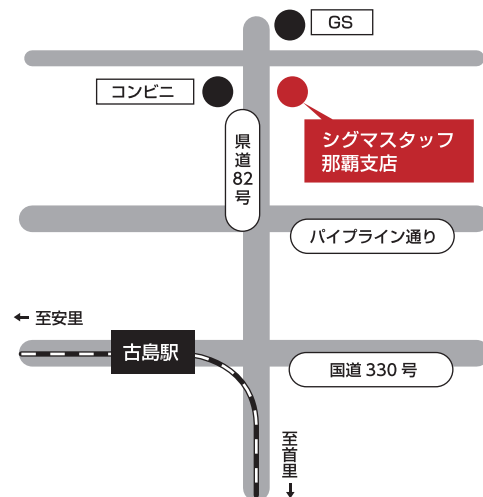 GS
コンビニ
シグマスタッフ
那覇支店
県道82号
パイプライン通り
← 至安里
古島駅
国道 330 号
至首里 ↓